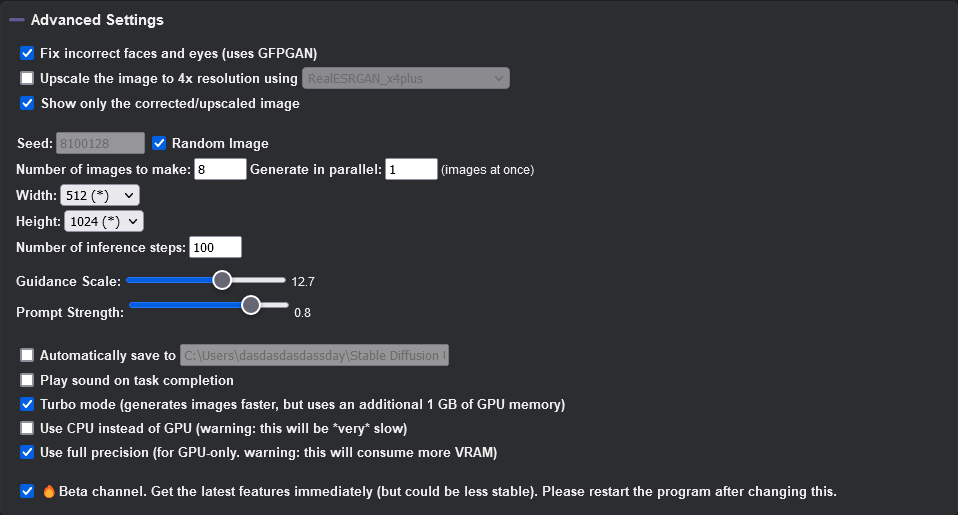 Advanced Settings
Fix incorrect faces and eyes (uses GFPGAN)
Upscale the image to 4x resolution using RealESRGAN_x4plus
Show only the corrected/upscaled image
Seed: 8100128 Random Image
Number of images to make: 8 Generate in parallel: 1 (images at once)
Width: 512 (*)
Height: 1024 (*)
Number of inference steps: 100
Guidance Scale: 12.7
Prompt Strength: 0.8
Automatically save to C:\Users\dasdasdasdassday\Stable Diffusion
Play sound on task completion
Turbo mode (generates images faster, but uses an additional 1 GB of GPU memory)
Use CPU instead of GPU (warning: this will be *very* slow)
Use full precision (for GPU-only. warning: this will consume more VRAM)
🔥Beta channel. Get the latest features immediately (but could be less stable). Please restart the program after changing this.